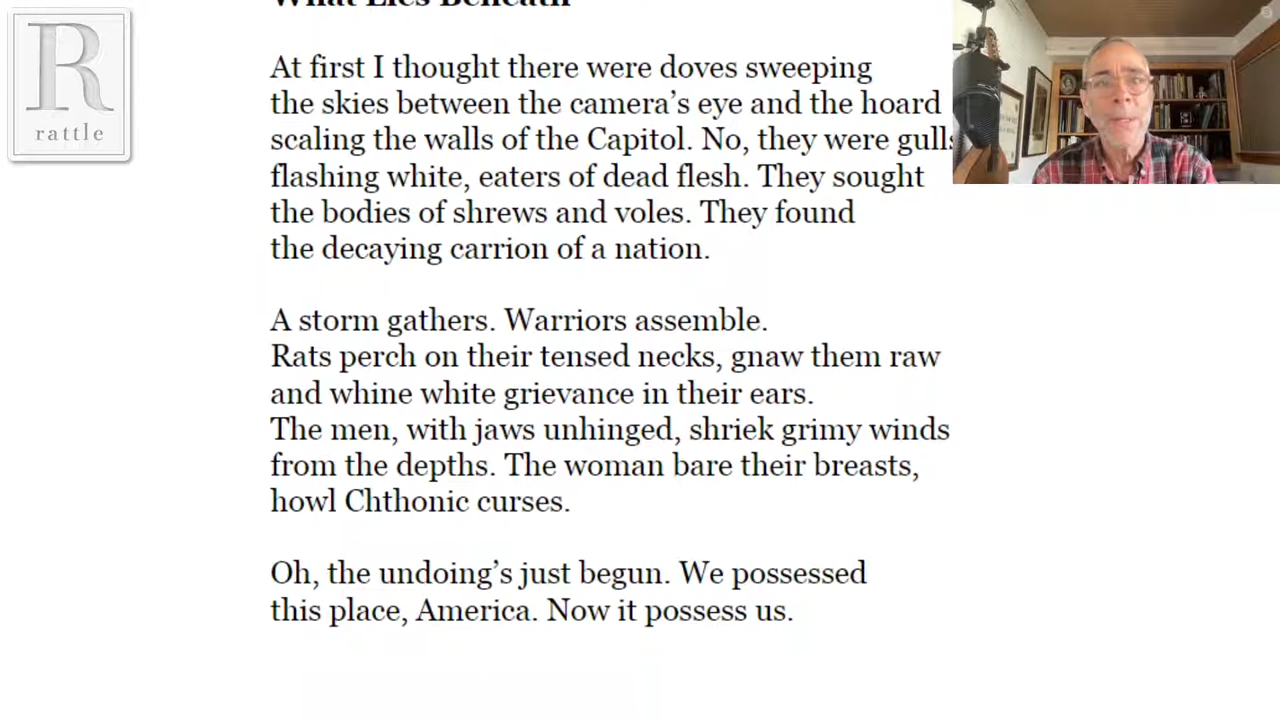 What Lies Beneath
R
rattle
At first I thought there were doves sweeping
the skies between the camera's eye and the hoard
scaling the walls of the Capitol. No, they were gulls
flashing white, eaters of dead flesh. They sought
the bodies of shrews and voles. They found
the decaying carrion of a nation.
A storm gathers. Warriors assemble.
Rats perch on their tensed necks, gnaw them raw
and whine white grievance in their ears.
The men, with jaws unhinged, shriek grimy winds
from the depths. The woman bare their breasts,
howl Chthonic curses.
Oh, the undoing's just begun. We possessed
this place, America. Now it possess us.